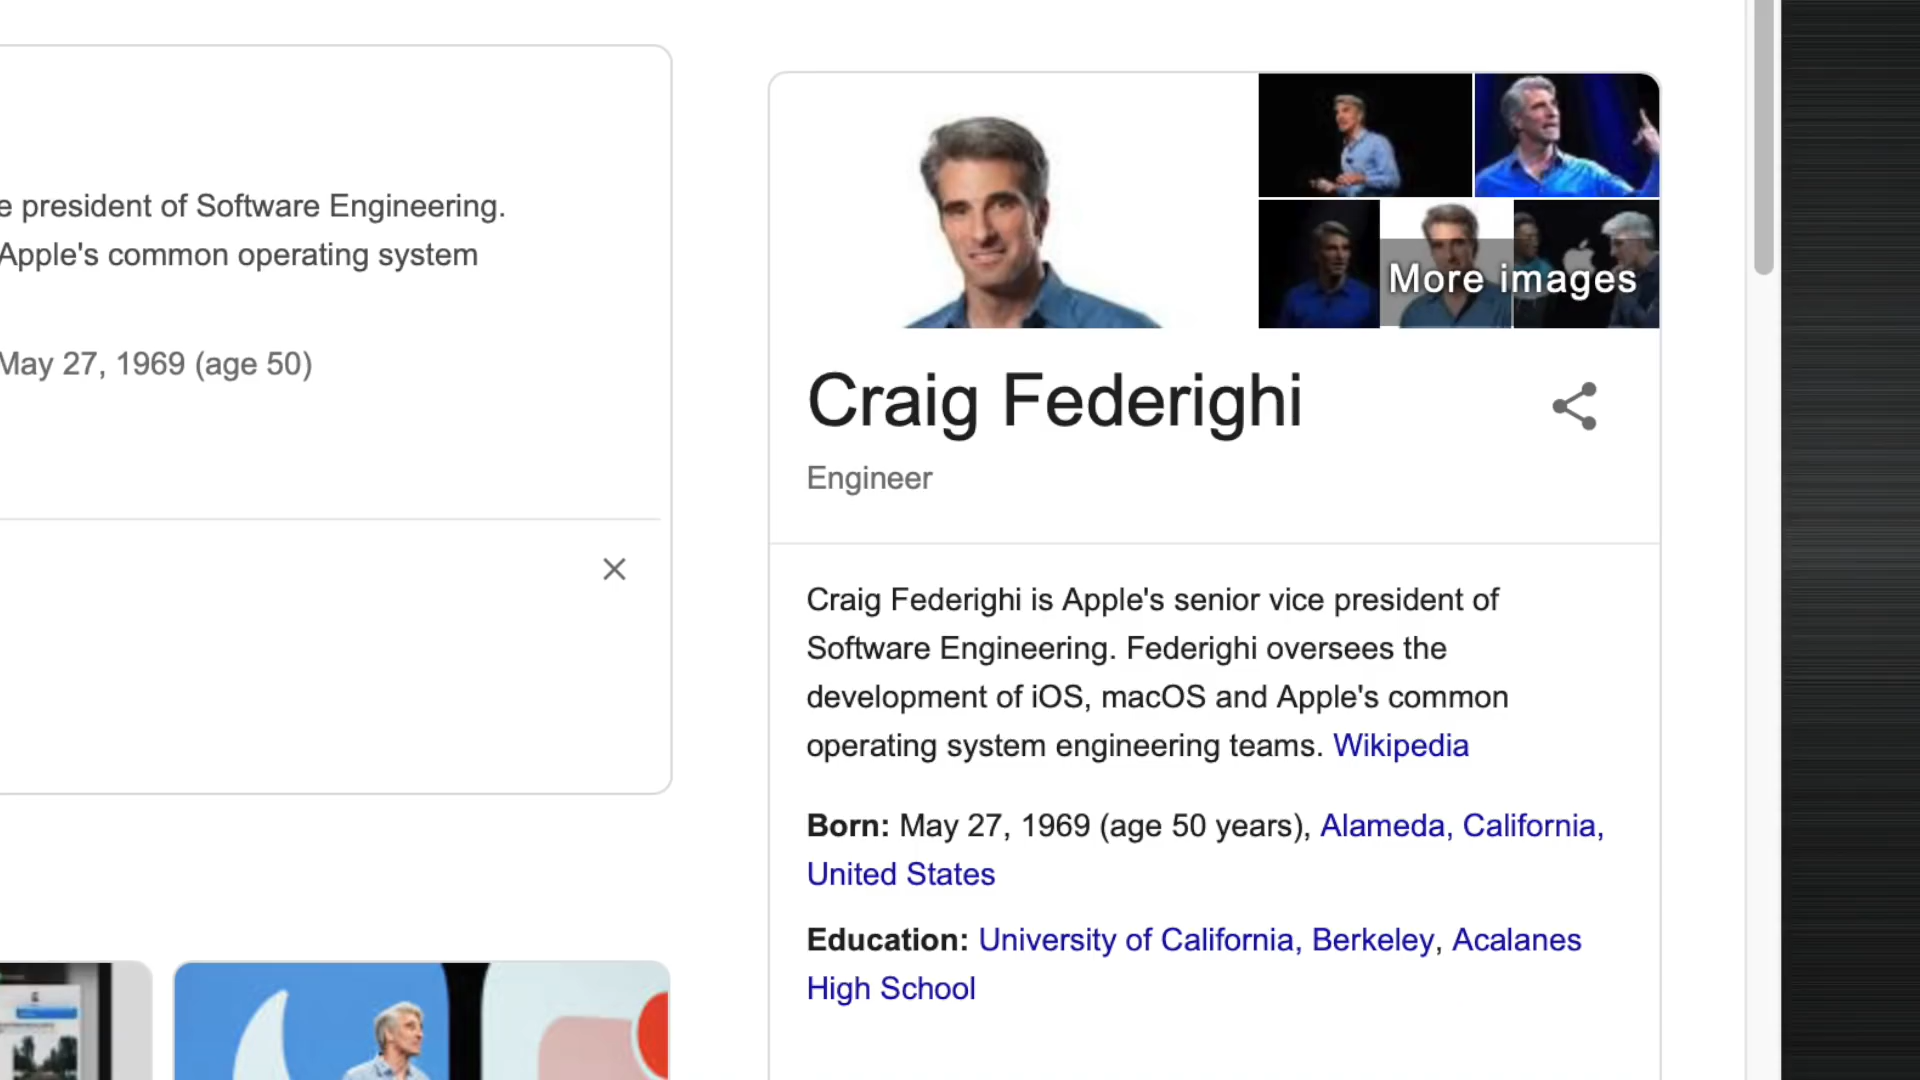 e president of Software Engineering.
Apple's common operating system
May 27, 1969 (age 50)
More images
Craig Federighi
Engineer
Craig Federighi is Apple's senior vice president of
Software Engineering. Federighi oversees the
development of iOS, macOS and Apple's common
operating system engineering teams. Wikipedia
Born: May 27, 1969 (age 50 years), Alameda, California,
United States
Education: University of California, Berkeley, Acalanes
High School